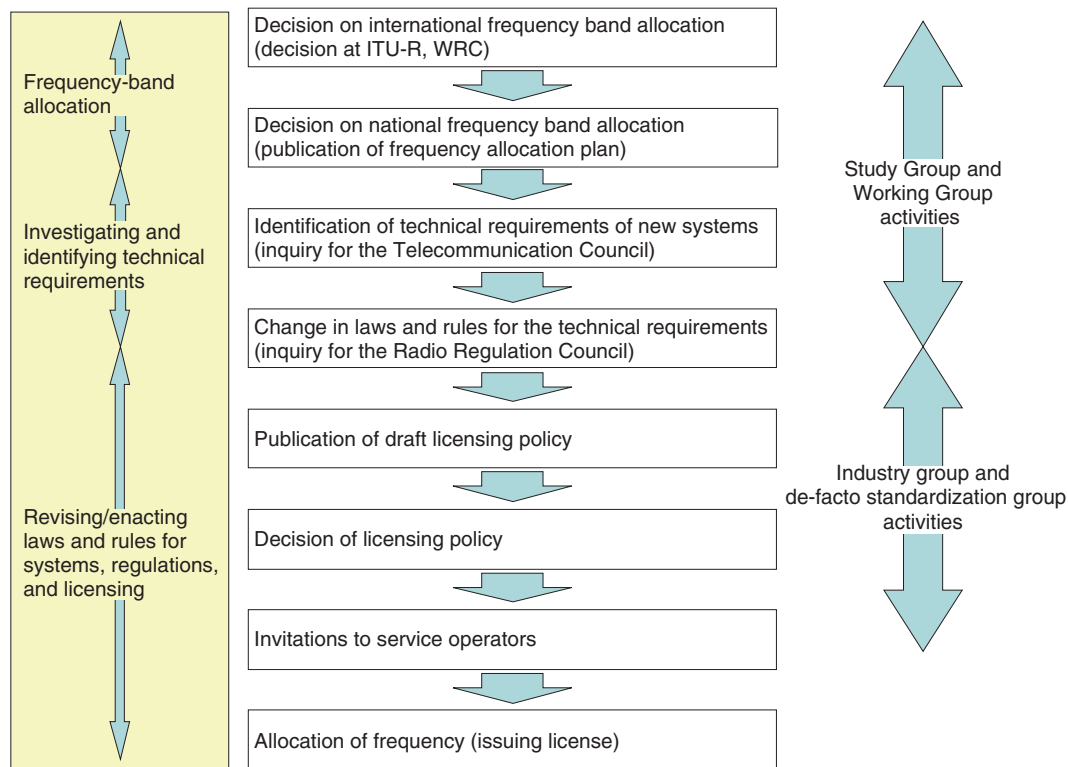 Frequency-band
allocation
Investigating and
identifying technical
requirements
Revising/enacting
laws and rules for
systems, regulations,
and licensing
Decision on international frequency band allocation
(decision at ITU-R, WRC)
Decision on national frequency band allocation
(publication of frequency allocation plan)
Identification of technical requirements of new systems
(inquiry for the Telecommunication Council)
Change in laws and rules for the technical requirements
(inquiry for the Radio Regulation Council)
Publication of draft licensing policy
Decision of licensing policy
Invitations to service operators
Allocation of frequency (issuing license)
Study Group and
Working Group
activities
Industry group and
de-facto standardization group
activities